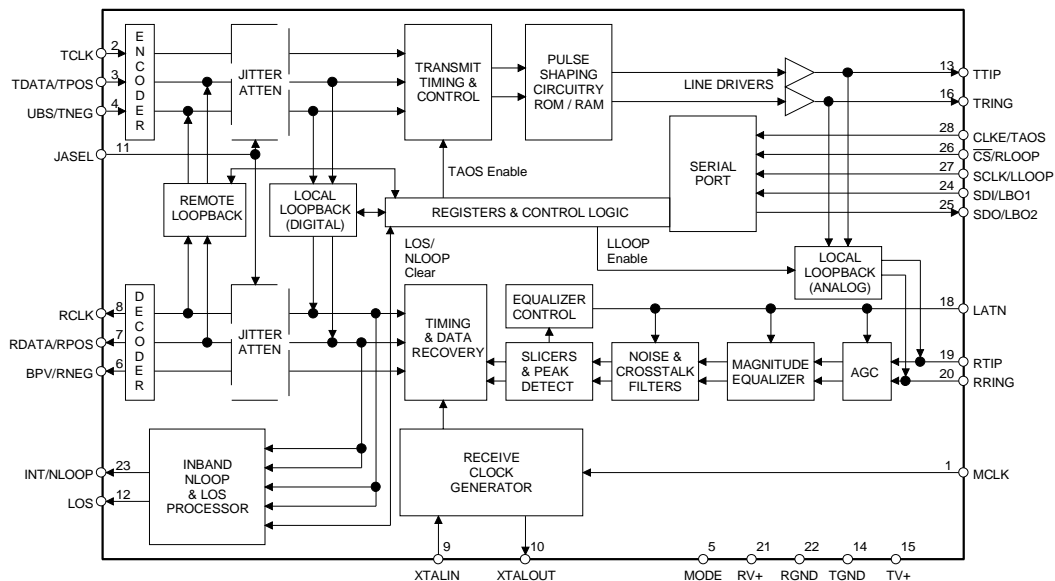 TCLK
2
TDATA/TPOS
3
UBS/TNEG
4
ENCODER
JITTER
ATTEN
TRANSMIT
TIMING
&
CONTROL
PULSE
SHAPING
CIRCUITRY
ROM / RAM
LINE DRIVERS
13
TTIP
16
TRING
JASEL
11
28
CLKE/TAOS
26
CS/RLOOP
27
SCLK/LLOOP
24
SDI/LBO1
25
SDO/LBO2
SERIAL
PORT
TAOS Enable
REMOTE
LOOPBACK
LOCAL
LOOPBACK
(DIGITAL)
REGISTERS & CONTROL LOGIC
LOS/
NLOOP
Clear
LLOOP
Enable
LOCAL
LOOPBACK
(ANALOG)
RCLK
8
RDATA/RPOS
7
BPV/RNEG
6
DECODER
JITTER
ATTEN
TIMING
& DATA
RECOVERY
EQUALIZER
CONTROL
18
LATN
SLICERS
& PEAK
DETECT
NOISE &
CROSSTALK
FILTERS
MAGNITUDE
EQUALIZER
AGC
19
RTIP
20
RRING
INT/NLOOP
23
LOS
12
INBAND
NLOOP
& LOS
PROCESSOR
RECEIVE
CLOCK
GENERATOR
1
MCLK
9
XTALIN
10
XTALOUT
5
MODE
21
RV+
22
RGND
14
TGND
15
TV+